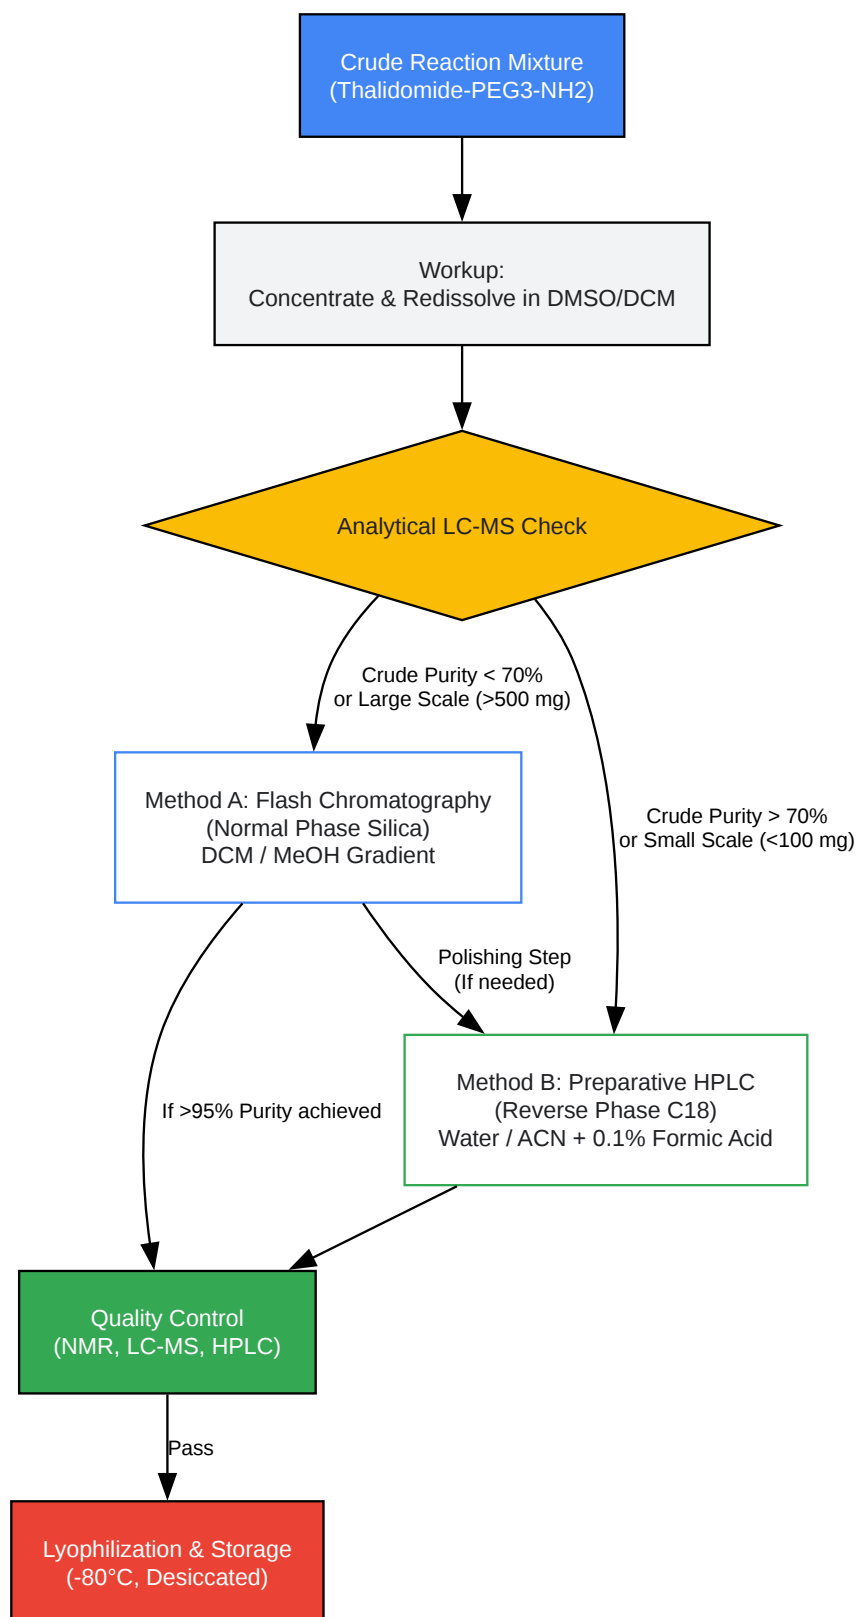 Crude Reaction Mixture
(Thalidomide-PEG3-NH2)
Workup:
Concentrate & Redissolve in DMSO/DCM
Analytical LC-MS Check
Crude Purity < 70%
or Large Scale (>500 mg)
Method A: Flash Chromatography
(Normal Phase Silica)
DCM / MeOH Gradient
Crude Purity > 70%
or Small Scale (<100 mg)
Polishing Step
(If needed)
Method B: Preparative HPLC
(Reverse Phase C18)
Water / ACN + 0.1% Formic Acid
If >95% Purity achieved
Quality Control
(NMR, LC-MS, HPLC)
Pass
Lyophilization & Storage
(-80°C, Desiccated)